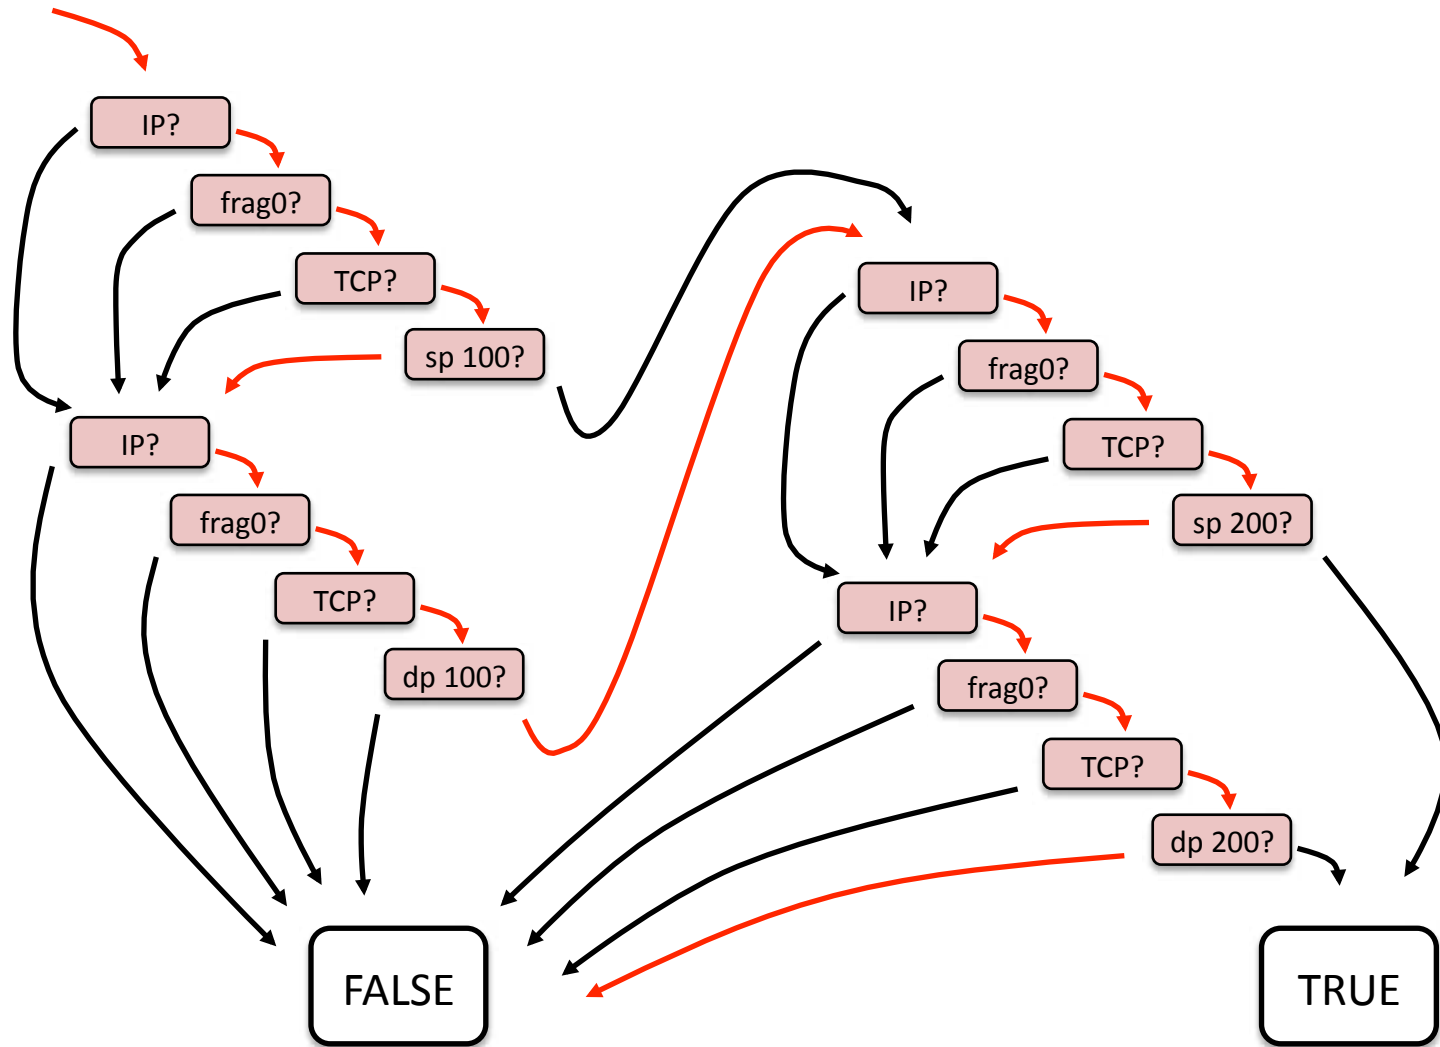 IP?
frag0?
TCP?
sp 100?
IP?
frag0?
TCP?
dp 100?
IP?
frag0?
TCP?
sp 200?
IP?
frag0?
TCP?
dp 200?
FALSE
TRUE